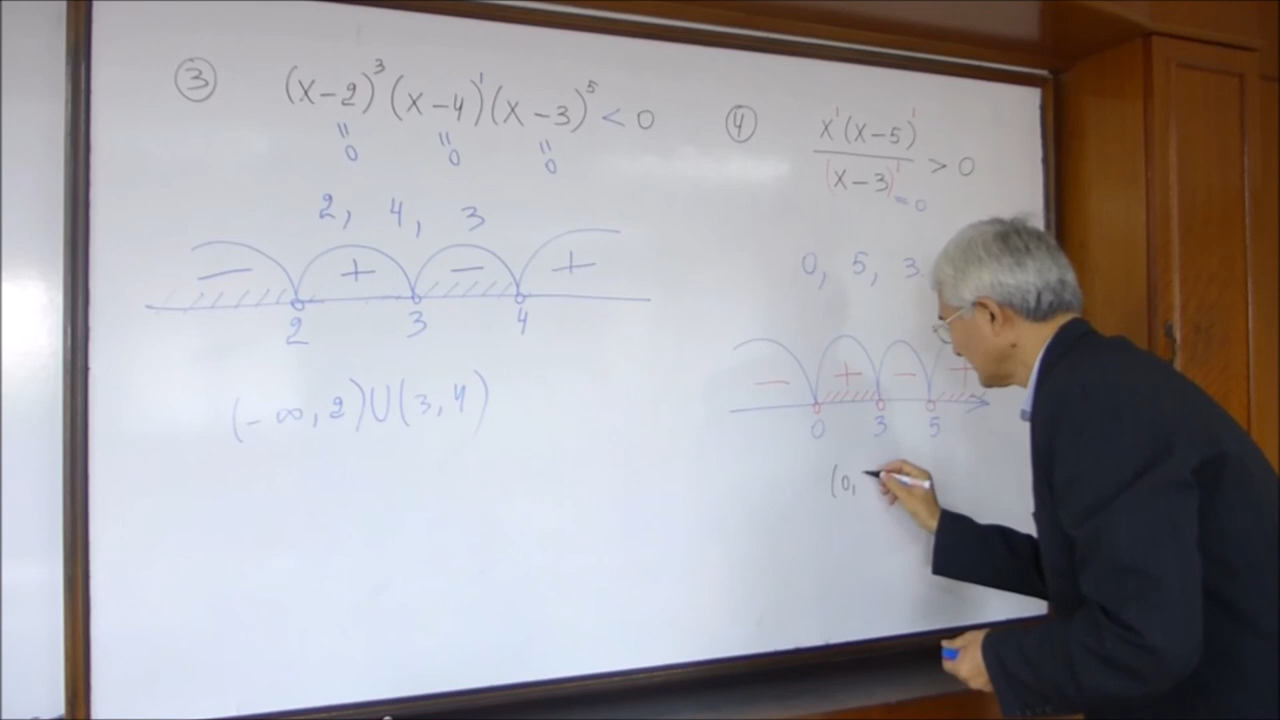 ③ (x-2)³(x-4)¹(x-3)⁵<0
" " "
0 0 0
2, 4, 3
- + - +
2 3 4
(-∞,2)U(3,4)
④ x¹(x-5)¹
(x-3)¹ > 0
=0
0, 5, 3
- + - +
0 3 5
(0,